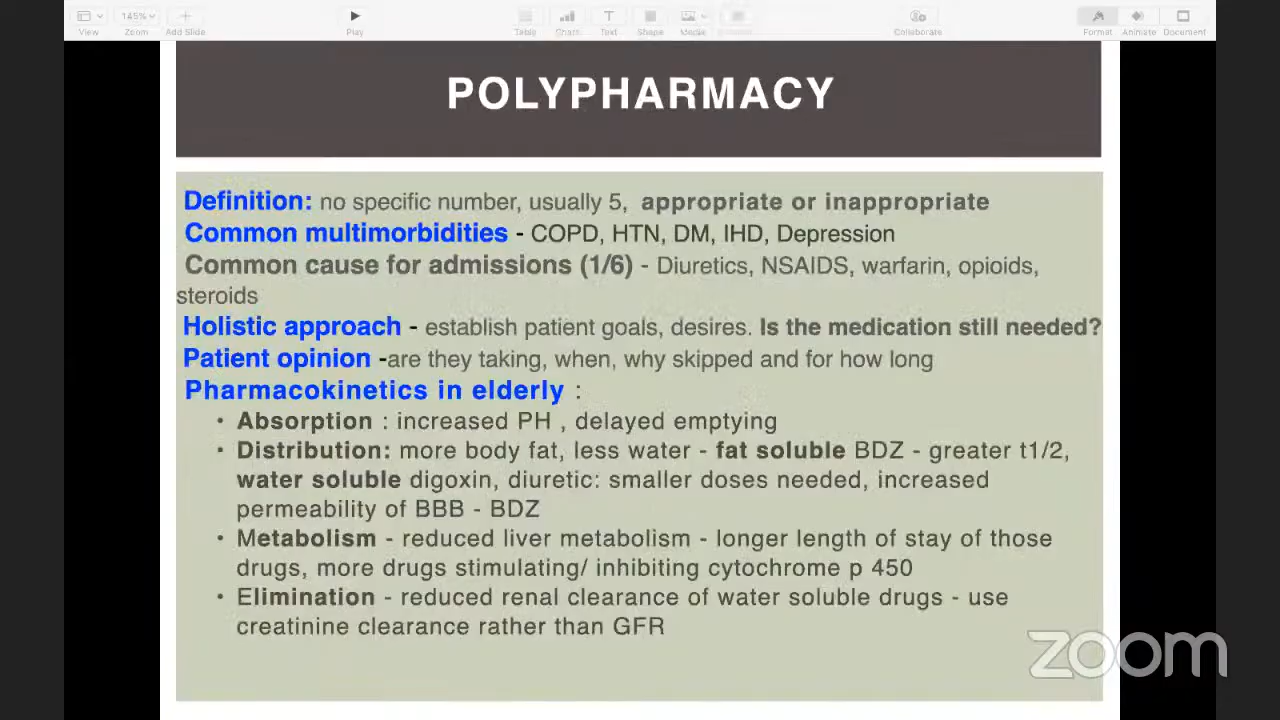 145%
View Zoom Add Slide Play Table Chart Text Shape Media Collaborate Format Animate Document
POLYPHARMACY
Definition: no specific number, usually 5, appropriate or inappropriate
Common multimorbidities - COPD, HTN, DM, IHD, Depression
Common cause for admissions (1/6) - Diuretics, NSAIDS, warfarin, opioids,
steroids
Holistic approach - establish patient goals, desires. Is the medication still needed?
Patient opinion -are they taking, when, why skipped and for how long
Pharmacokinetics in elderly :
• Absorption : increased PH , delayed emptying
• Distribution: more body fat, less water - fat soluble BDZ - greater t1/2,
water soluble digoxin, diuretic: smaller doses needed, increased
permeability of BBB - BDZ
• Metabolism - reduced liver metabolism - longer length of stay of those
drugs, more drugs stimulating/ inhibiting cytochrome p 450
• Elimination - reduced renal clearance of water soluble drugs - use
creatinine clearance rather than GFR
zoom